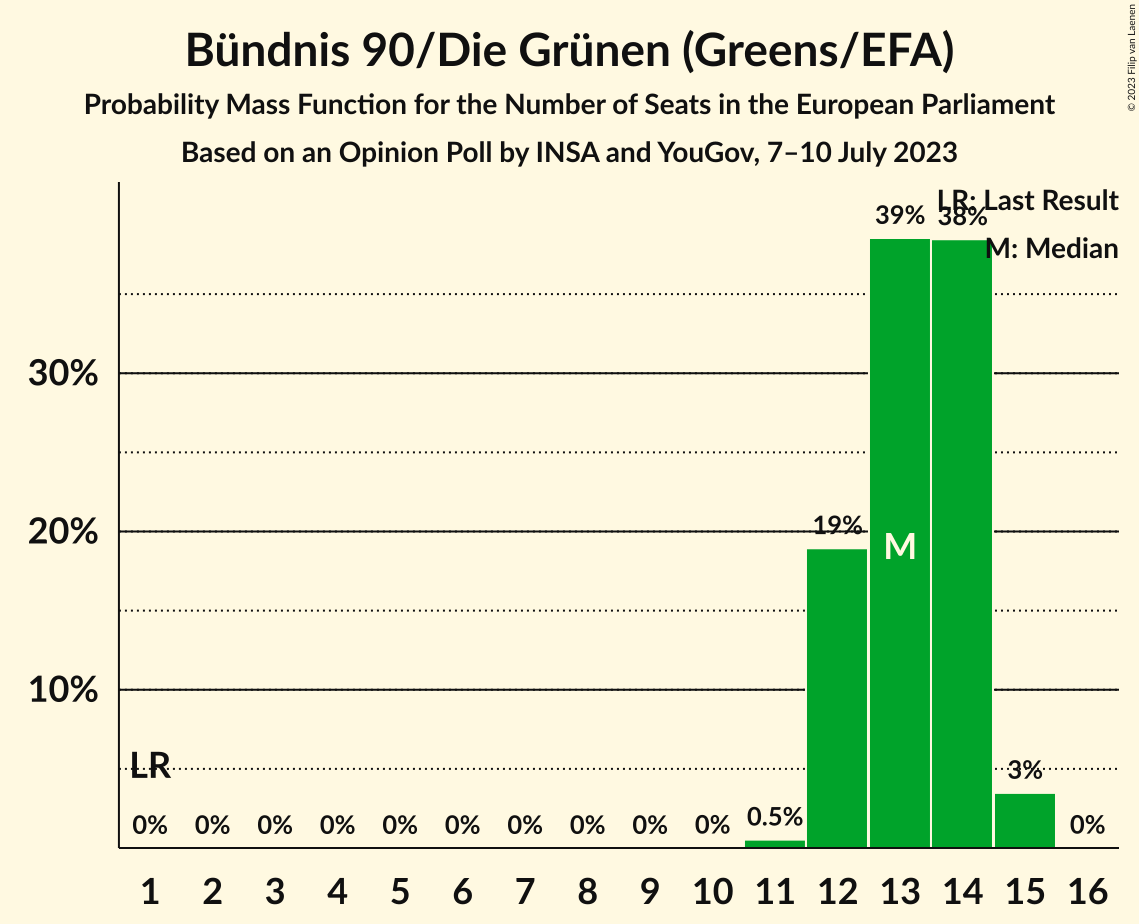 Bündnis 90/Die Grünen (Greens/EFA)
Probability Mass Function for the Number of Seats in the European Parliament
Based on an Opinion Poll by INSA and YouGov, 7–10 July 2023
© 2023 Filip van Laenen
LR: Last Result
M: Median
39% 38%
30%
20%
19%
M
10%
LR
3%
0% 0% 0% 0% 0% 0% 0% 0% 0% 0% 0.5% 0%
1 2 3 4 5 6 7 8 9 10 11 12 13 14 15 16